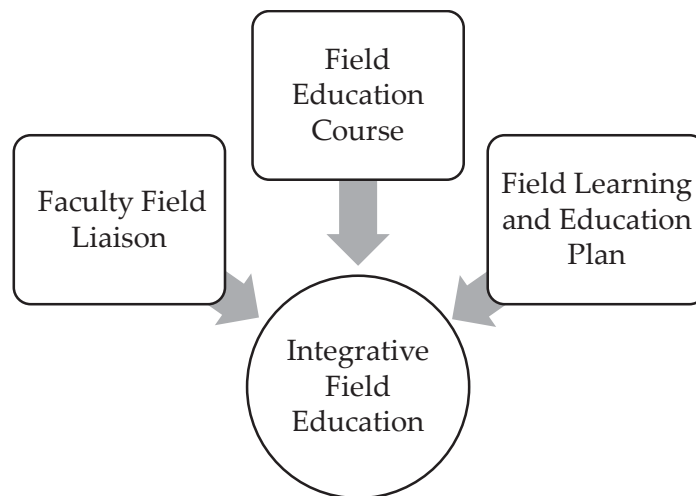 Field
Education
Course
Faculty Field
Liaison
Field Learning
and Education
Plan
Integrative
Field
Education